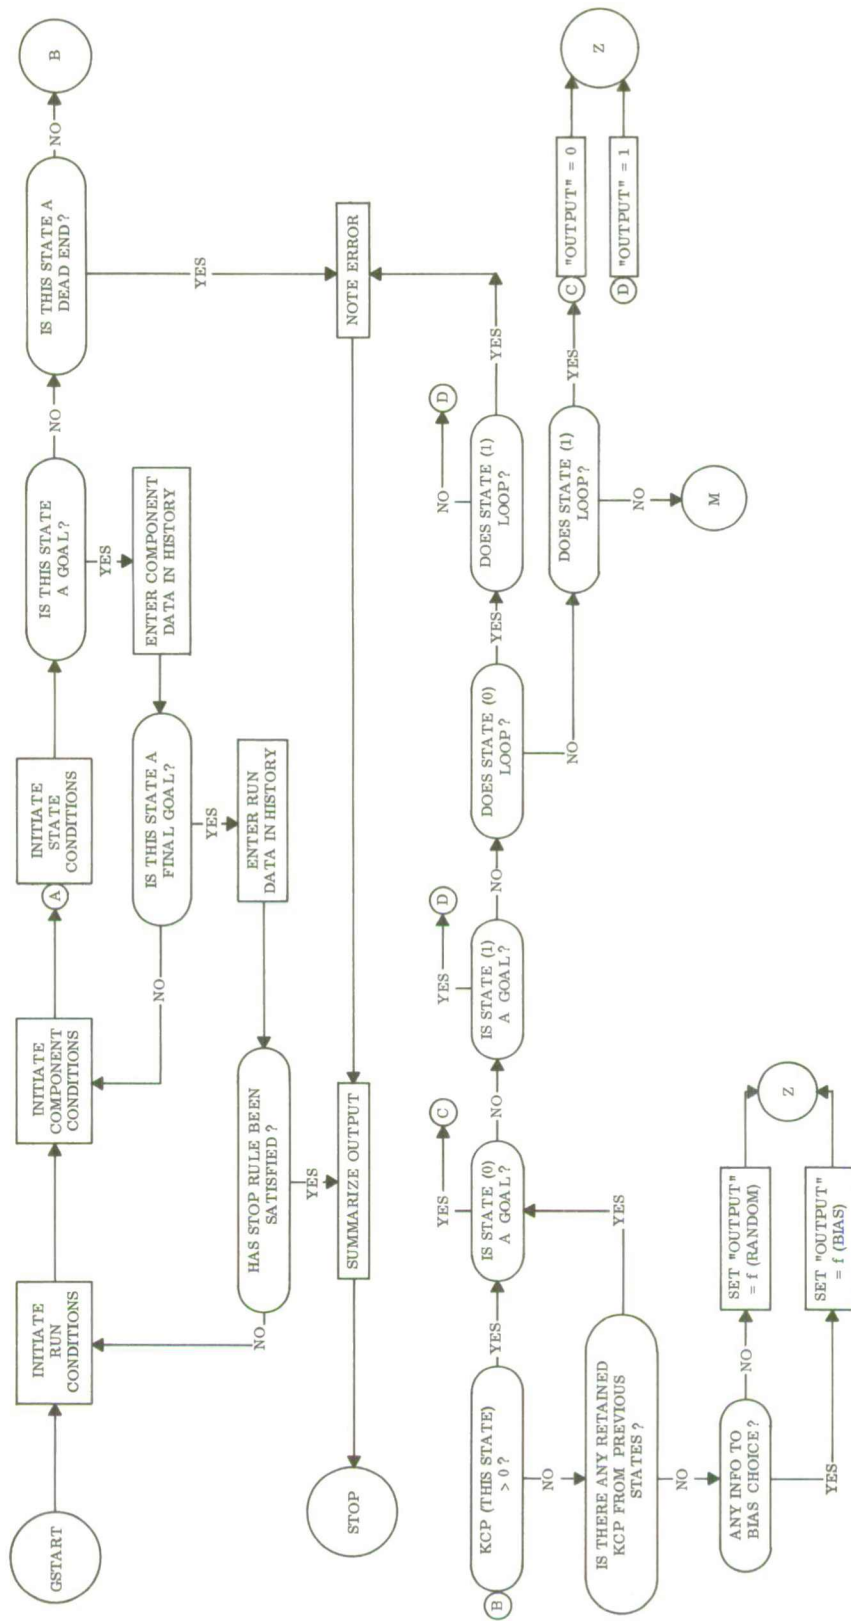 GSTART
INITIATE
RUN
CONDITIONS
INITIATE
COMPONENT
CONDITIONS
A
INITIATE
STATE
CONDITIONS
IS THIS STATE
A GOAL?
NO
IS THIS STATE A
DEAD END?
NO
B
YES
ENTER COMPONENT
DATA IN HISTORY
IS THIS STATE A
FINAL GOAL?
NO
YES
ENTER RUN
DATA IN HISTORY
HAS STOP RULE BEEN
SATISFIED?
NO
YES
YES
NOTE ERROR
SUMMARIZE OUTPUT
STOP
B
KCP (THIS STATE)
> 0?
YES
NO
IS STATE (0)
A GOAL?
YES
C
NO
IS STATE (1)
A GOAL?
YES
D
NO
DOES STATE (0)
LOOP?
YES
NO
DOES STATE (1)
LOOP?
NO
D
YES
DOES STATE (1)
LOOP?
YES
NO
M
C
"OUTPUT" = 0
D
"OUTPUT" = 1
Z
IS THERE ANY RETAINED
KCP FROM PREVIOUS
STATES?
YES
NO
ANY INFO TO
BIAS CHOICE?
NO
YES
SET "OUTPUT"
= f (RANDOM)
SET "OUTPUT"
= f (BIAS)
Z